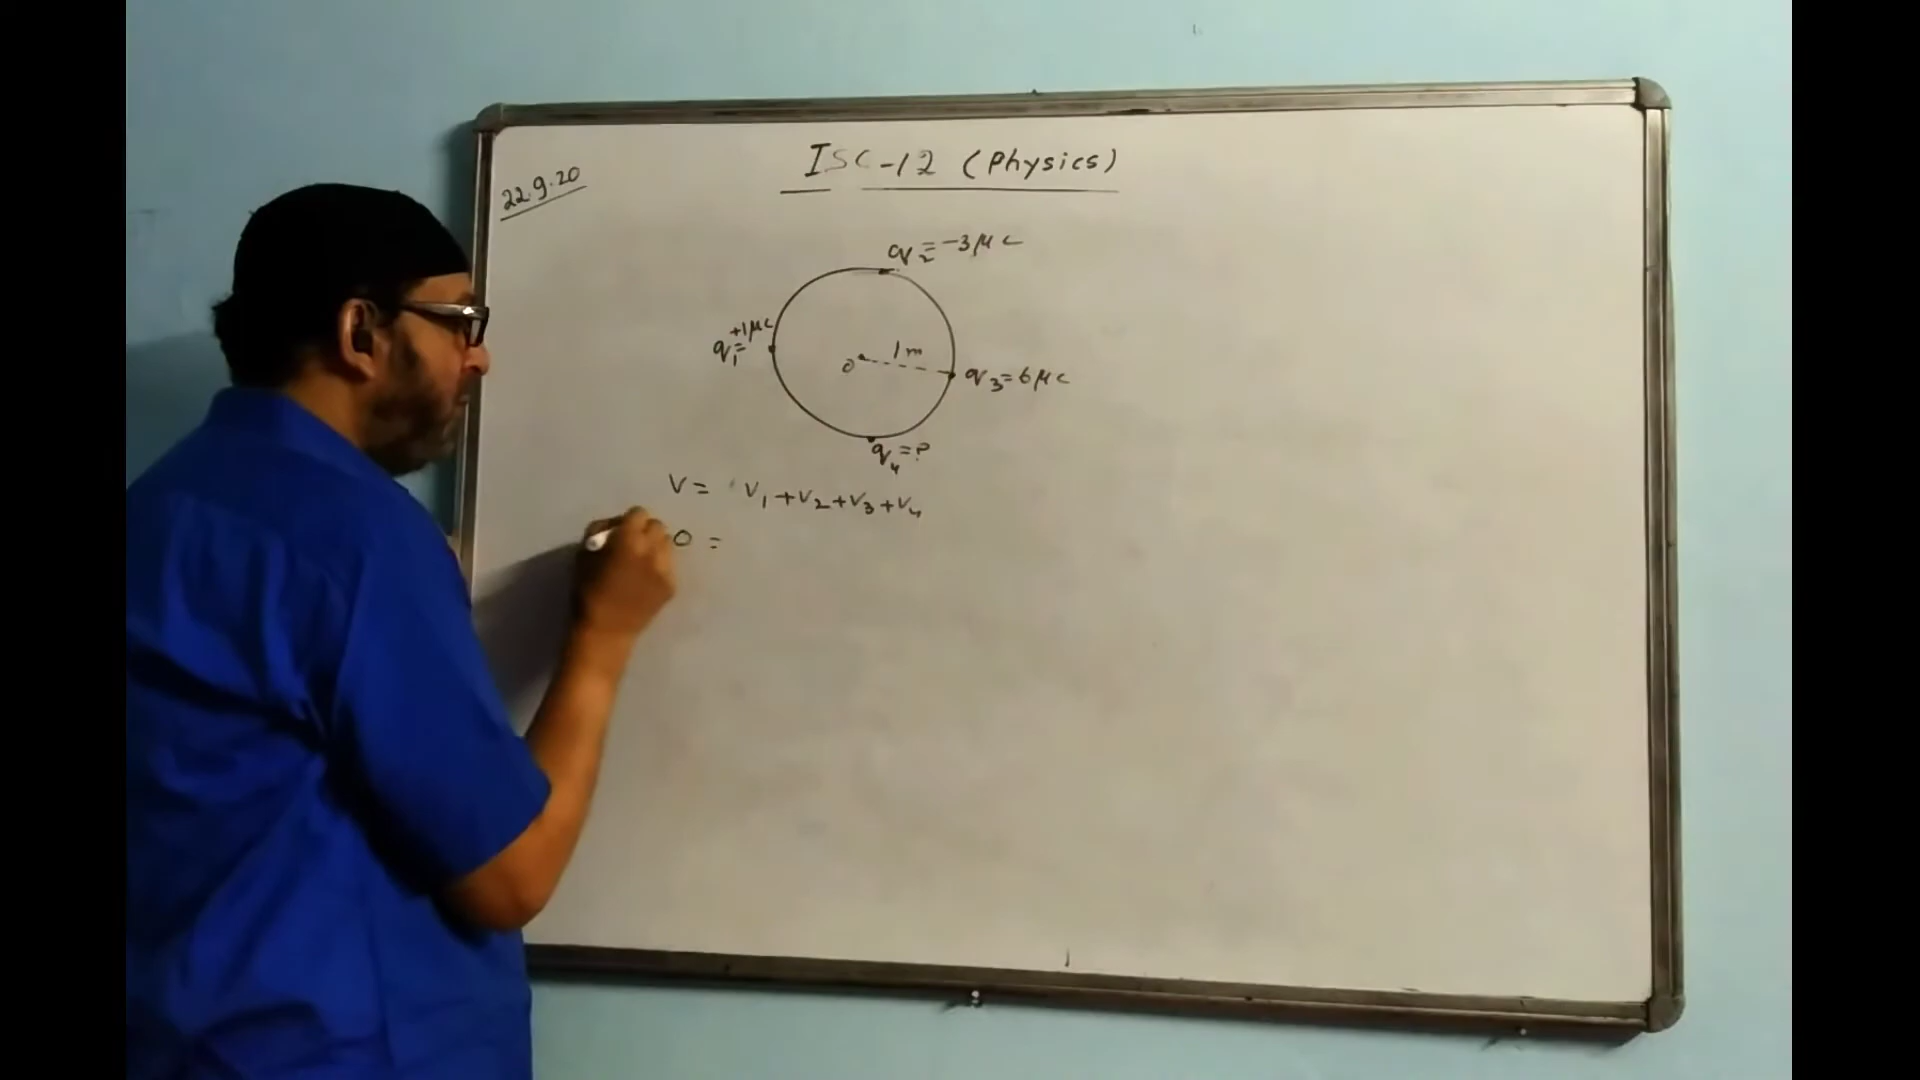 ISC-12 (Physics)
22.9.20
q2=-3μc
+1μc
q1=
1m
O
q3=6μc
q4=?
V= V1+V2+V3+V4
0=